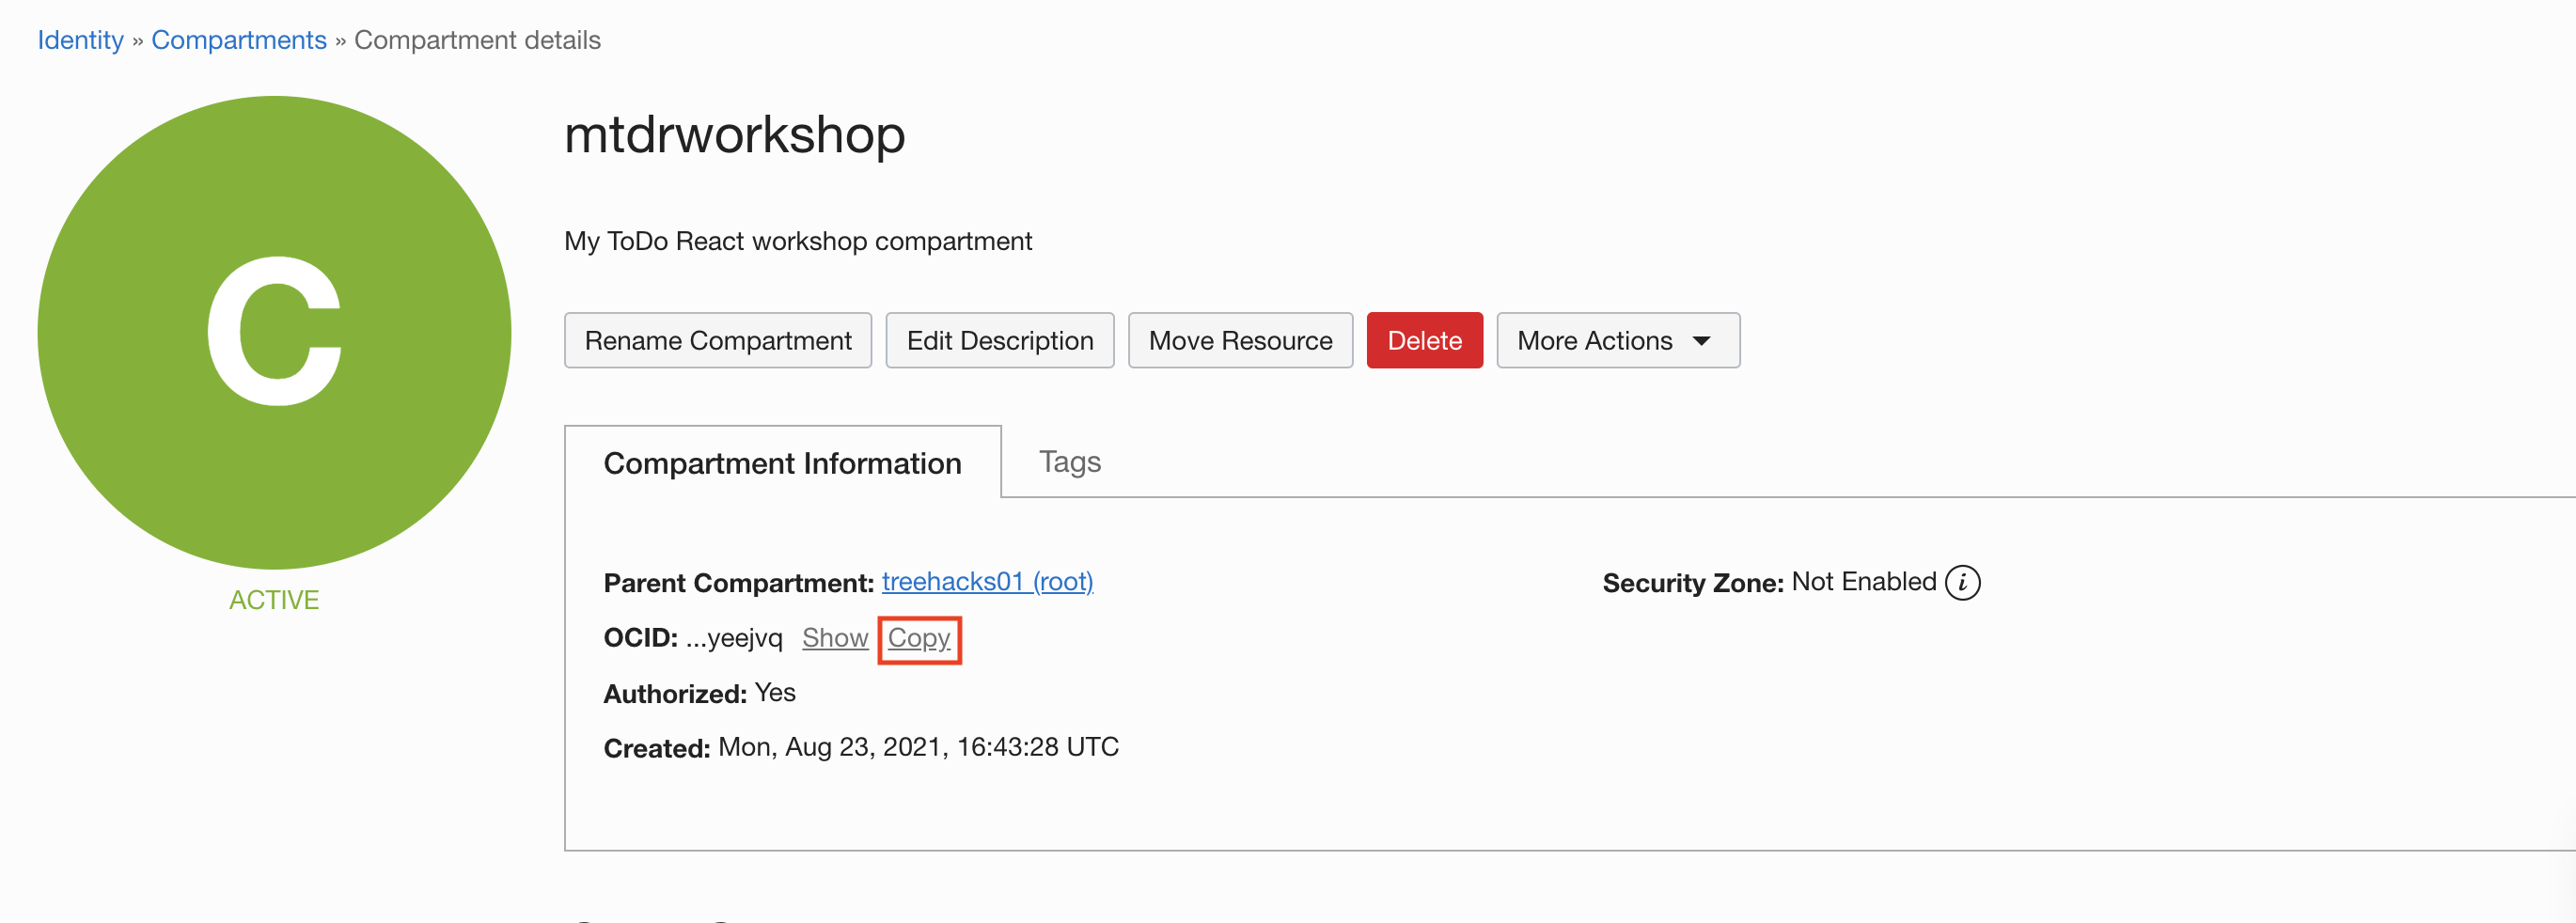 Identity » Compartments » Compartment details
C
ACTIVE
mtdrworkshop
My ToDo React workshop compartment
Rename Compartment Edit Description Move Resource Delete More Actions
Compartment Information Tags
Parent Compartment: treehacks01 (root) Security Zone: Not Enabled i
OCID: ...yeejvq Show Copy
Authorized: Yes
Created: Mon, Aug 23, 2021, 16:43:28 UTC